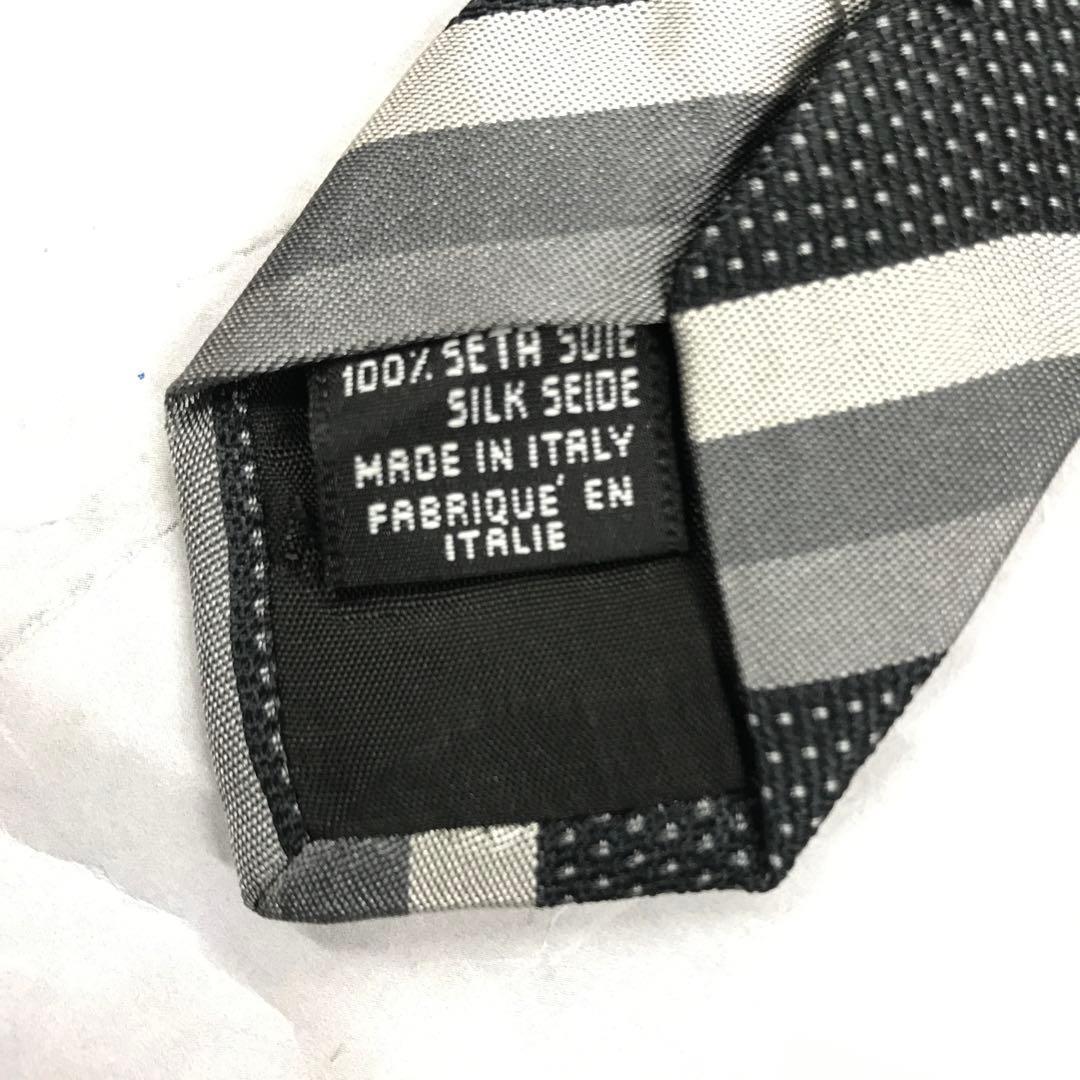 100% SETA SOIE
SILK SEIDE
MADE IN ITALY
FABRIQUE' EN
ITALIE